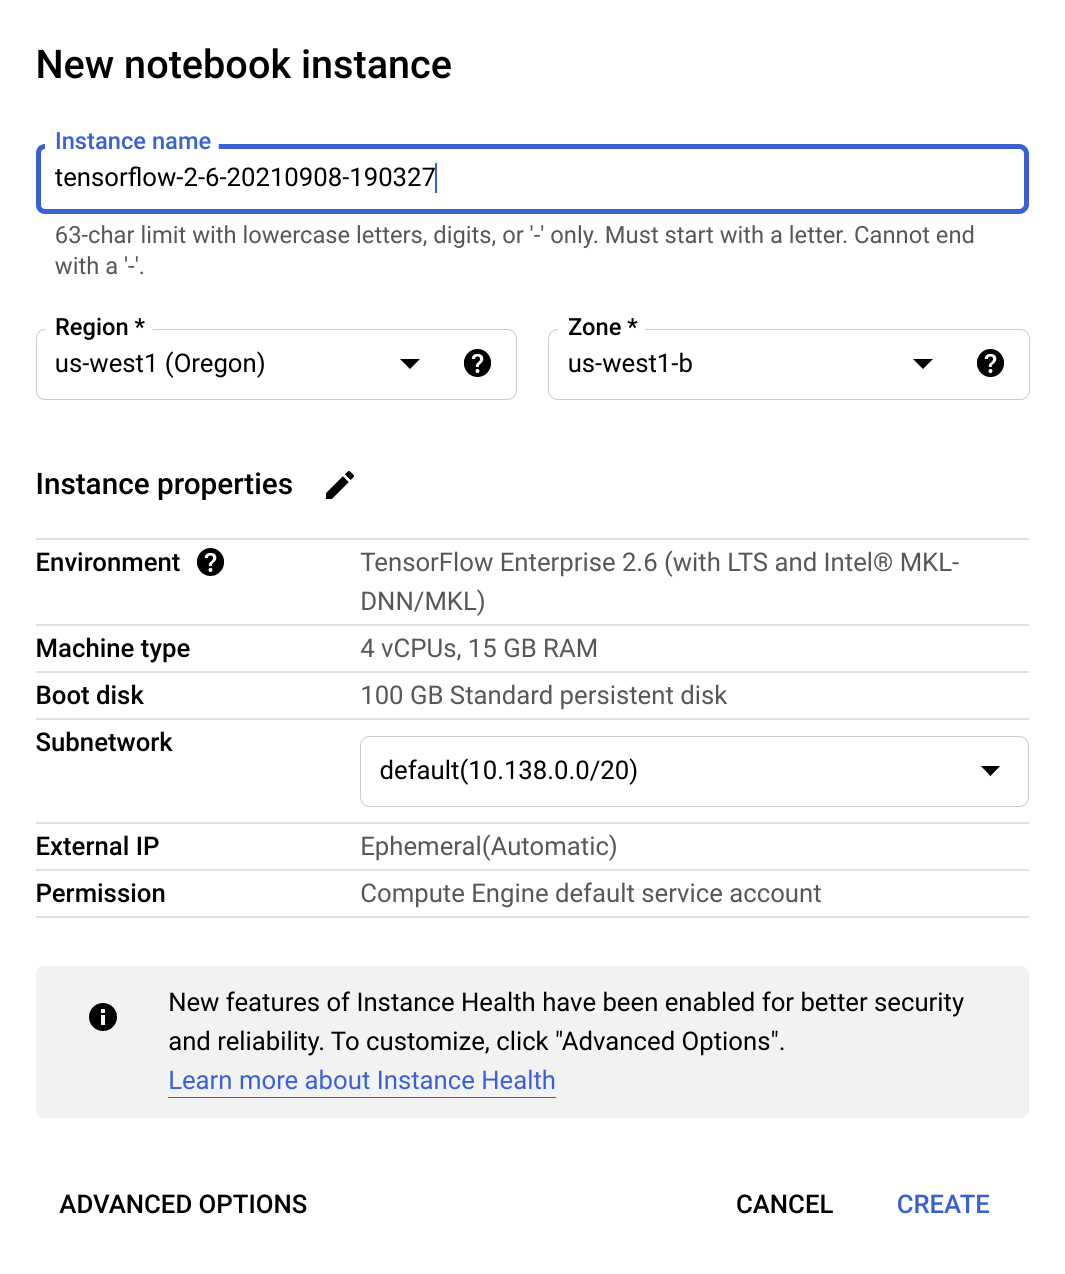 New notebook instance
Instance name
tensorflow-2-6-20210908-190327
63-char limit with lowercase letters, digits, or '-' only. Must start with a letter. Cannot end
with a '-'.
Region * Zone *
us-west1 (Oregon) us-west1-b
Instance properties
Environment TensorFlow Enterprise 2.6 (with LTS and Intel® MKL-
DNN/MKL)
Machine type 4 vCPUs, 15 GB RAM
Boot disk 100 GB Standard persistent disk
Subnetwork default(10.138.0.0/20)
External IP Ephemeral(Automatic)
Permission Compute Engine default service account
New features of Instance Health have been enabled for better security
and reliability. To customize, click "Advanced Options".
Learn more about Instance Health
ADVANCED OPTIONS CANCEL CREATE